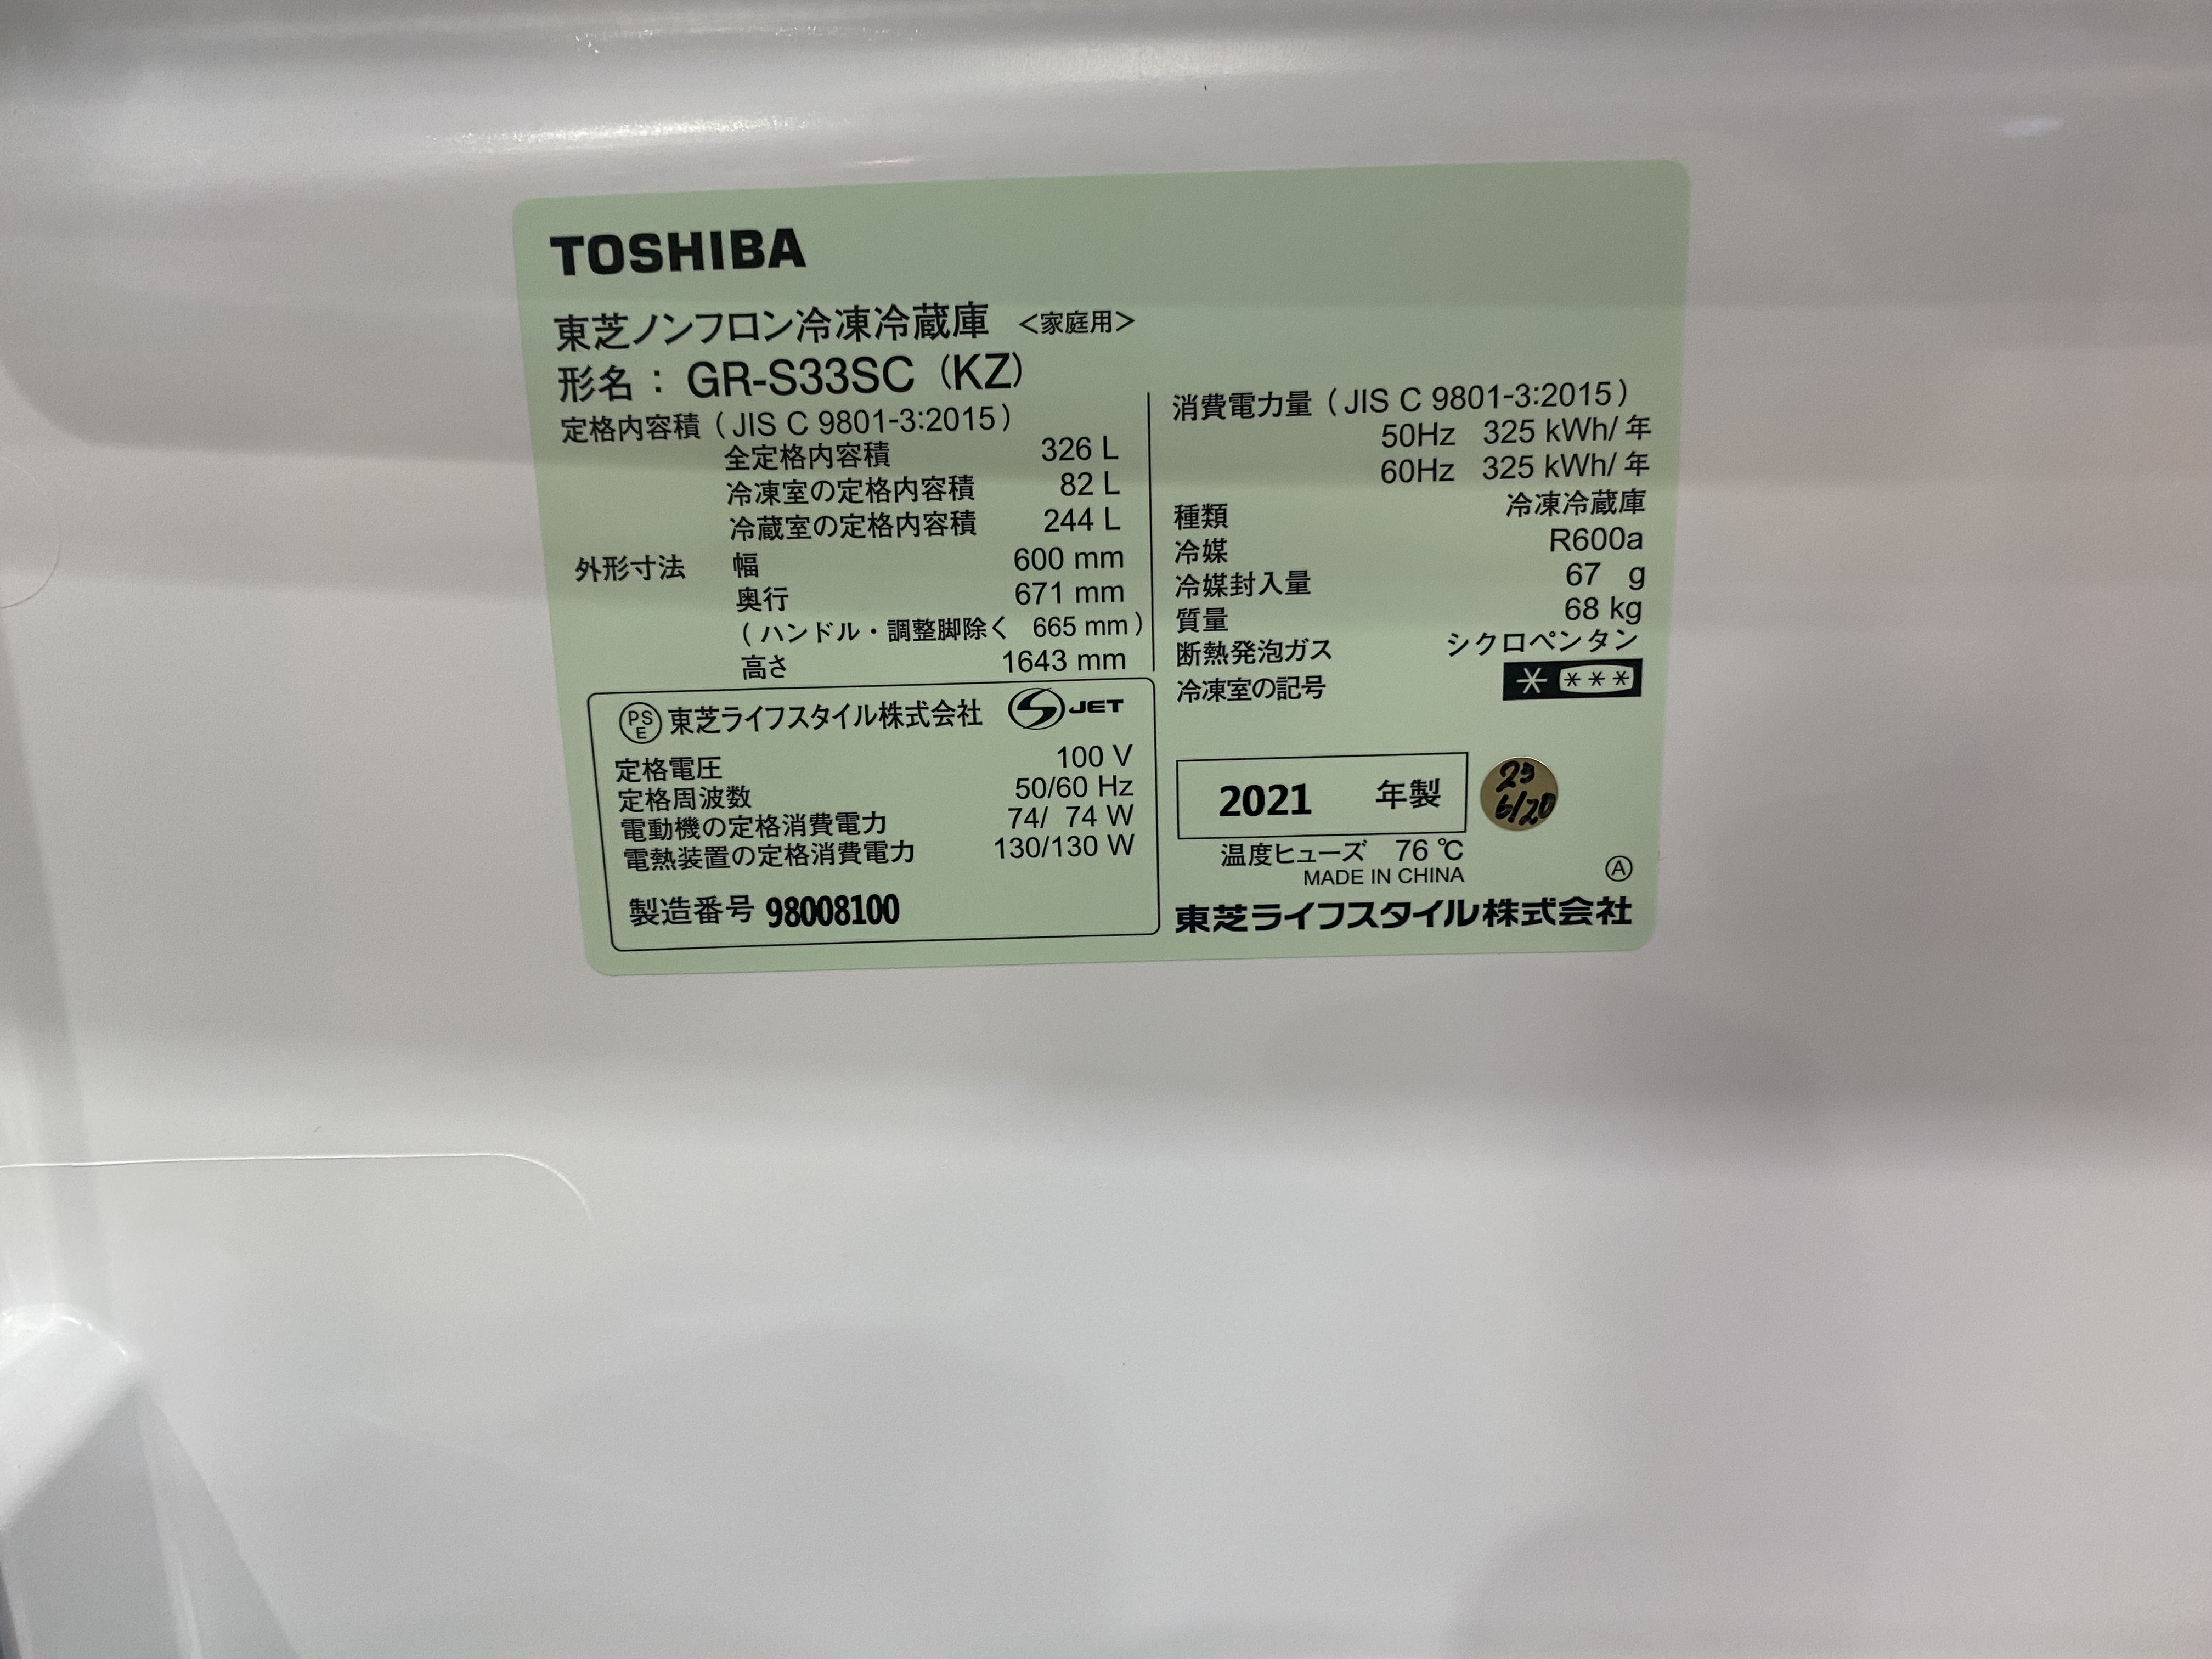 TOSHIBA
東芝ノンフロン冷凍冷蔵庫 <家庭用>
形名： GR-S33SC (KZ)
定格内容積 ( JIS C 9801-3:2015 )
全定格内容積 326 L
冷凍室の定格内容積 82 L
冷蔵室の定格内容積 244 L
外形寸法 幅 600 mm
奥行 671 mm
( ハンドル・調整脚除く 665 mm )
高さ 1643 mm
消費電力量 ( JIS C 9801-3:2015 )
50Hz 325 kWh/ 年
60Hz 325 kWh/ 年
種類 冷凍冷蔵庫
冷媒 R600a
冷媒封入量 67 g
質量 68 kg
断熱発泡ガス シクロペンタン
冷凍室の記号 * ***
PS
E 東芝ライフスタイル株式会社 S JET
定格電圧 100 V
定格周波数 50/60 Hz
電動機の定格消費電力 74/ 74 W
電熱装置の定格消費電力 130/130 W
製造番号 98008100
2021 年製
23
6/20
温度ヒューズ 76 ℃
MADE IN CHINA
Ⓐ
東芝ライフスタイル株式会社